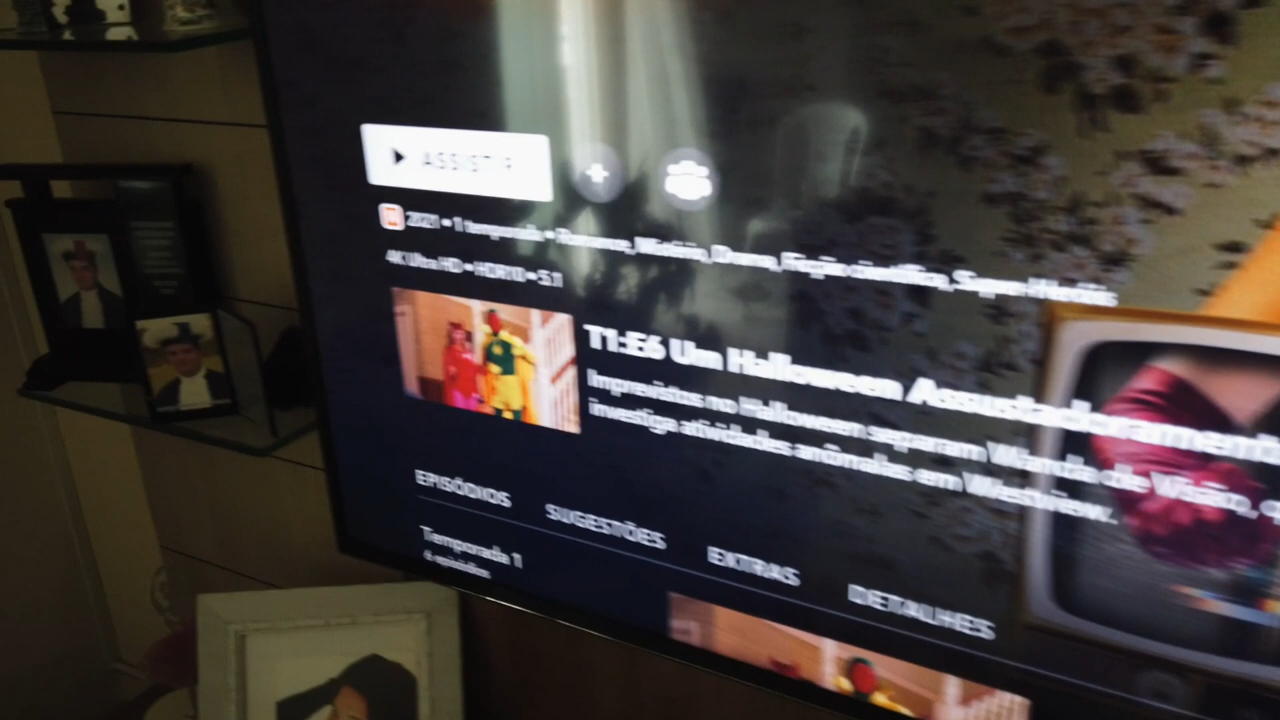 ASSISTIR
2021 • 1 temporada • Romance, Mistério, Drama, Ficção científica, Super-Heróis
4K Ultra HD • HDR10 • 5.1
T1:E6 Um Halloween Assustadoramente
Imprevistos no Halloween separam Wanda de Visão,
investiga atividades anômalas em Westview.
EPISÓDIOS SUGESTÕES EXTRAS DETALHES
Temporada 1
6 episódios